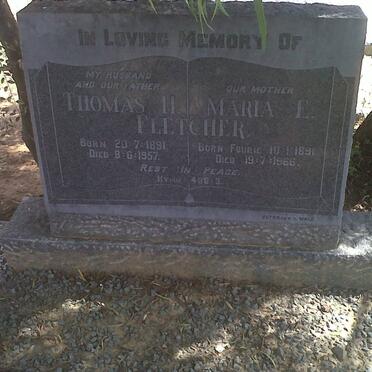 In Loving Memory Of
My Husband
And Our Father
Thomas H.
Fletcher.
Born 20·7·1891.
Died 8·6·1957.
Our Mother
& Maria E.
Born Fourie 10·1·1891
Died 19·7·1966.
Rest In Peace.
Hymn